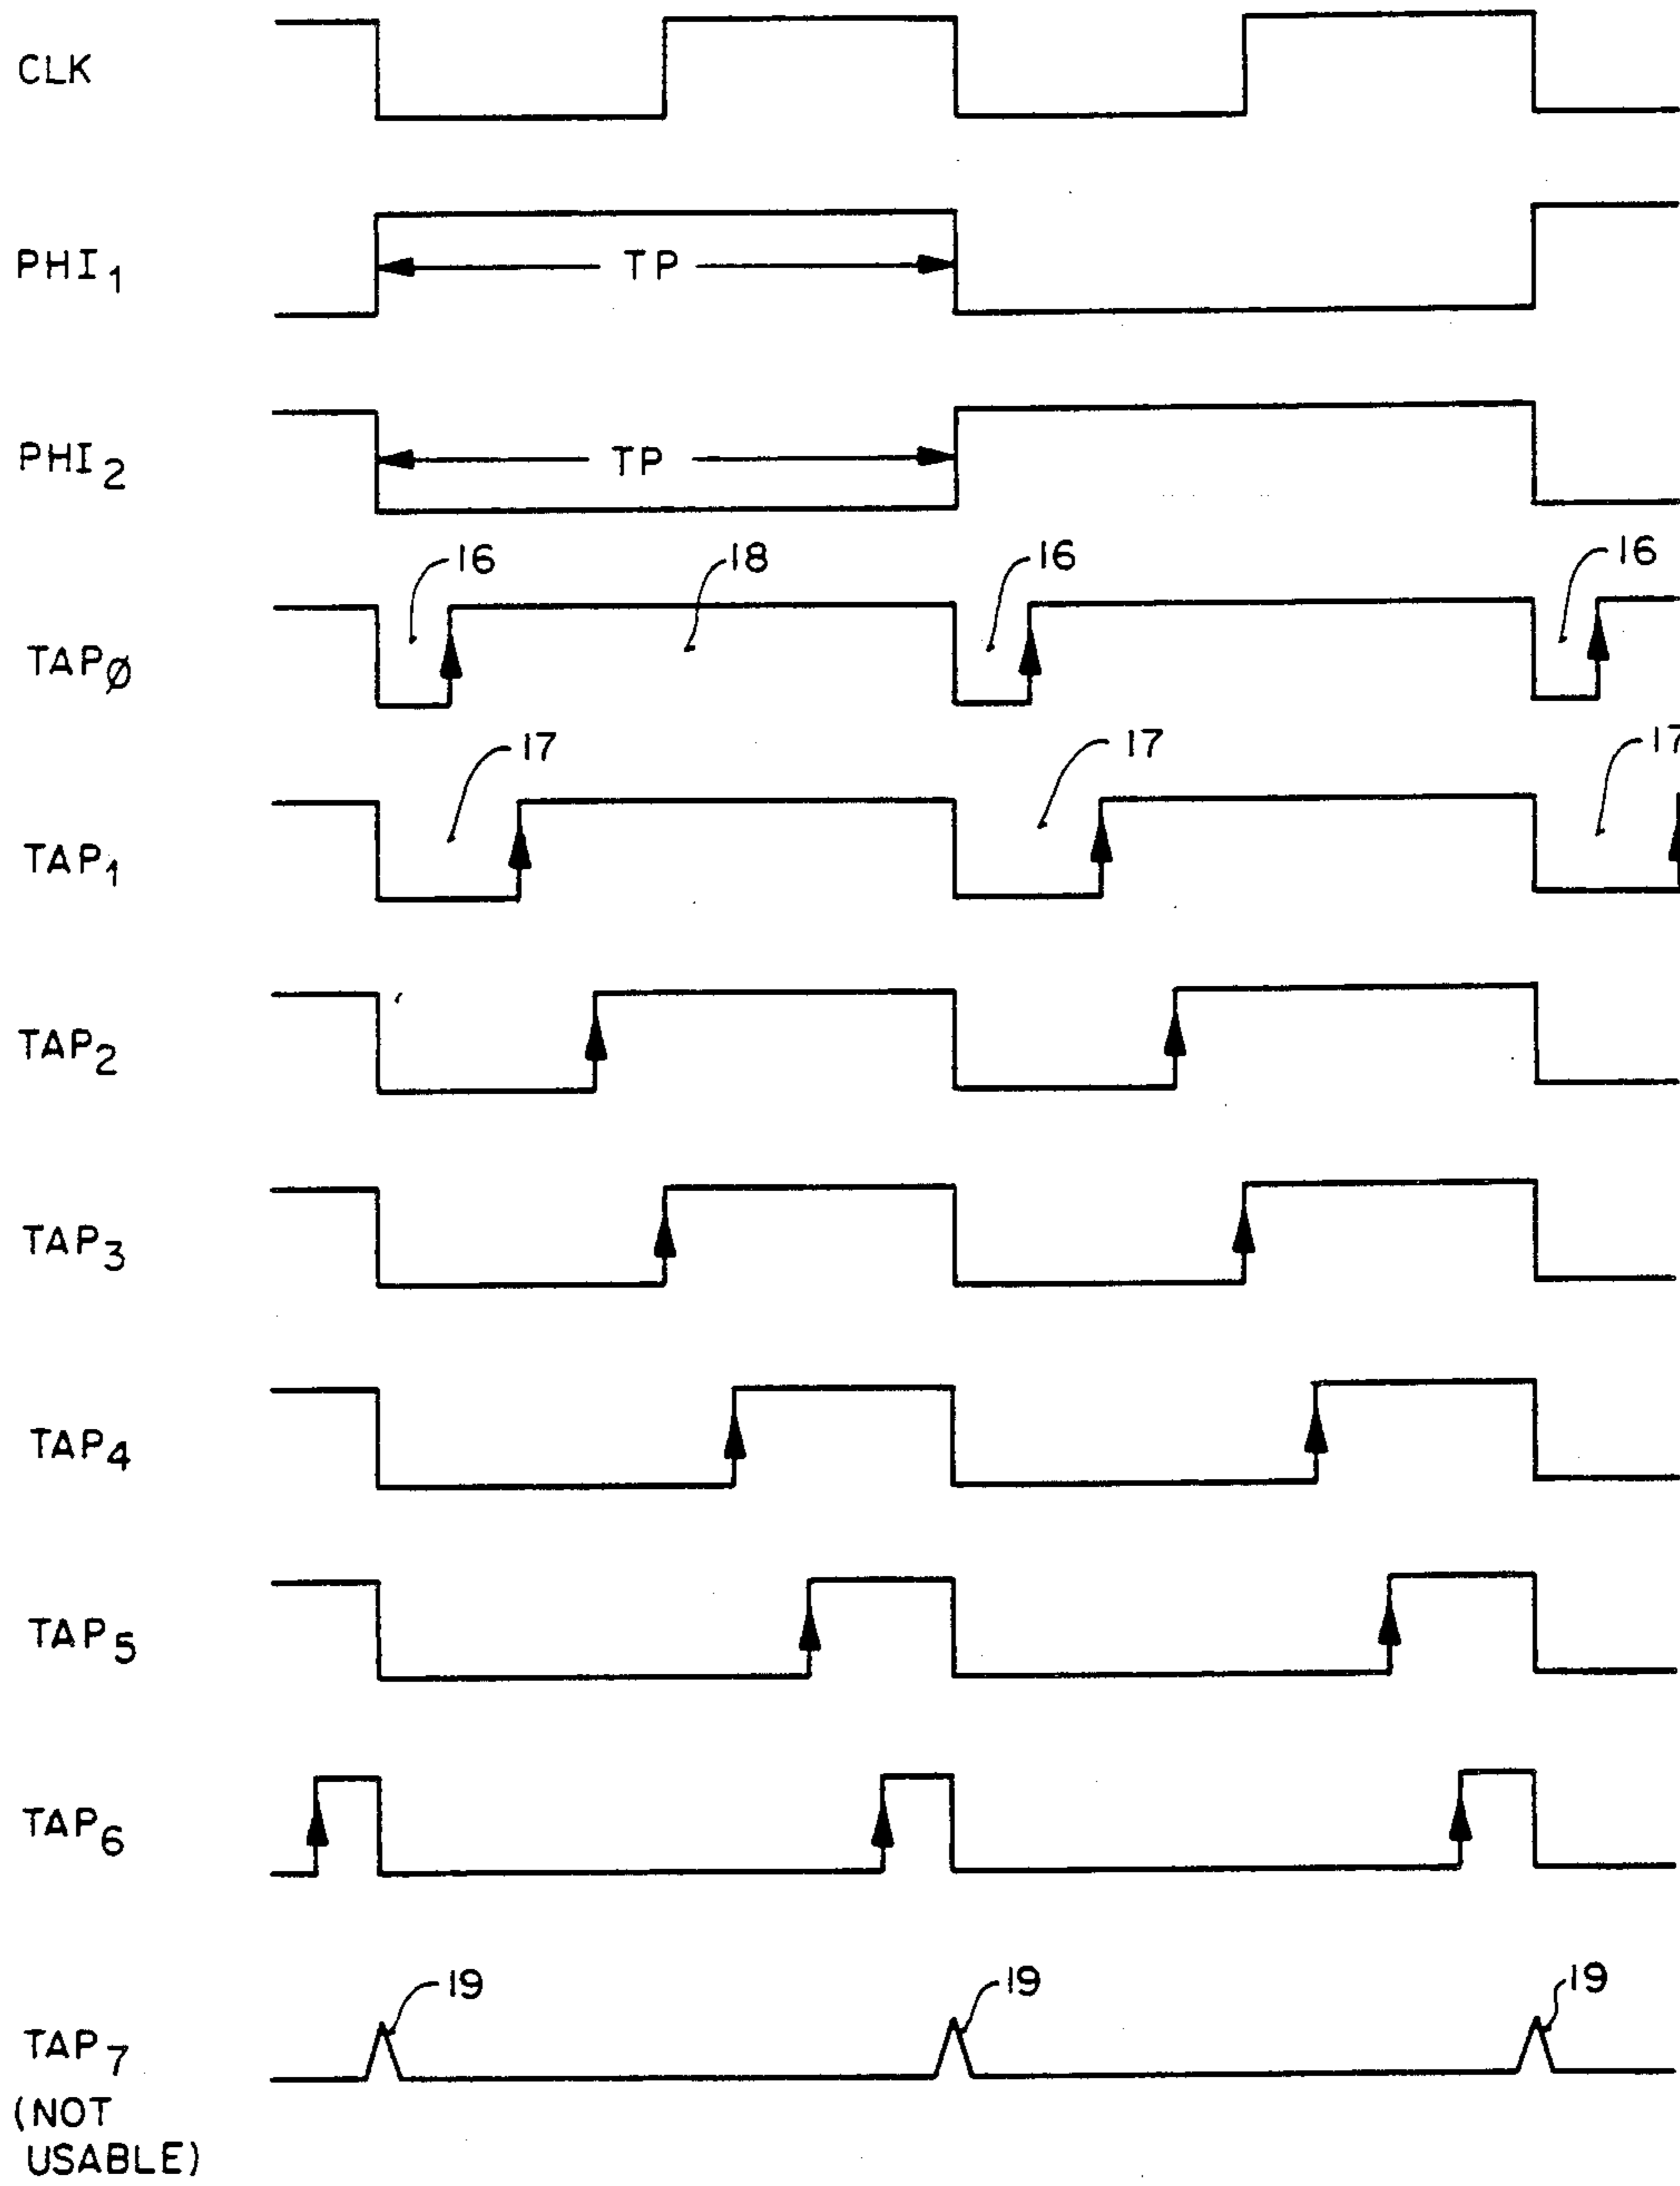 CLK
PHI1
TP
PHI2
TP
16
18
16
16
TAPØ
17
17
17
TAP1
TAP2
TAP3
TAP4
TAP5
TAP6
19
19
19
TAP7
(NOT
USABLE)